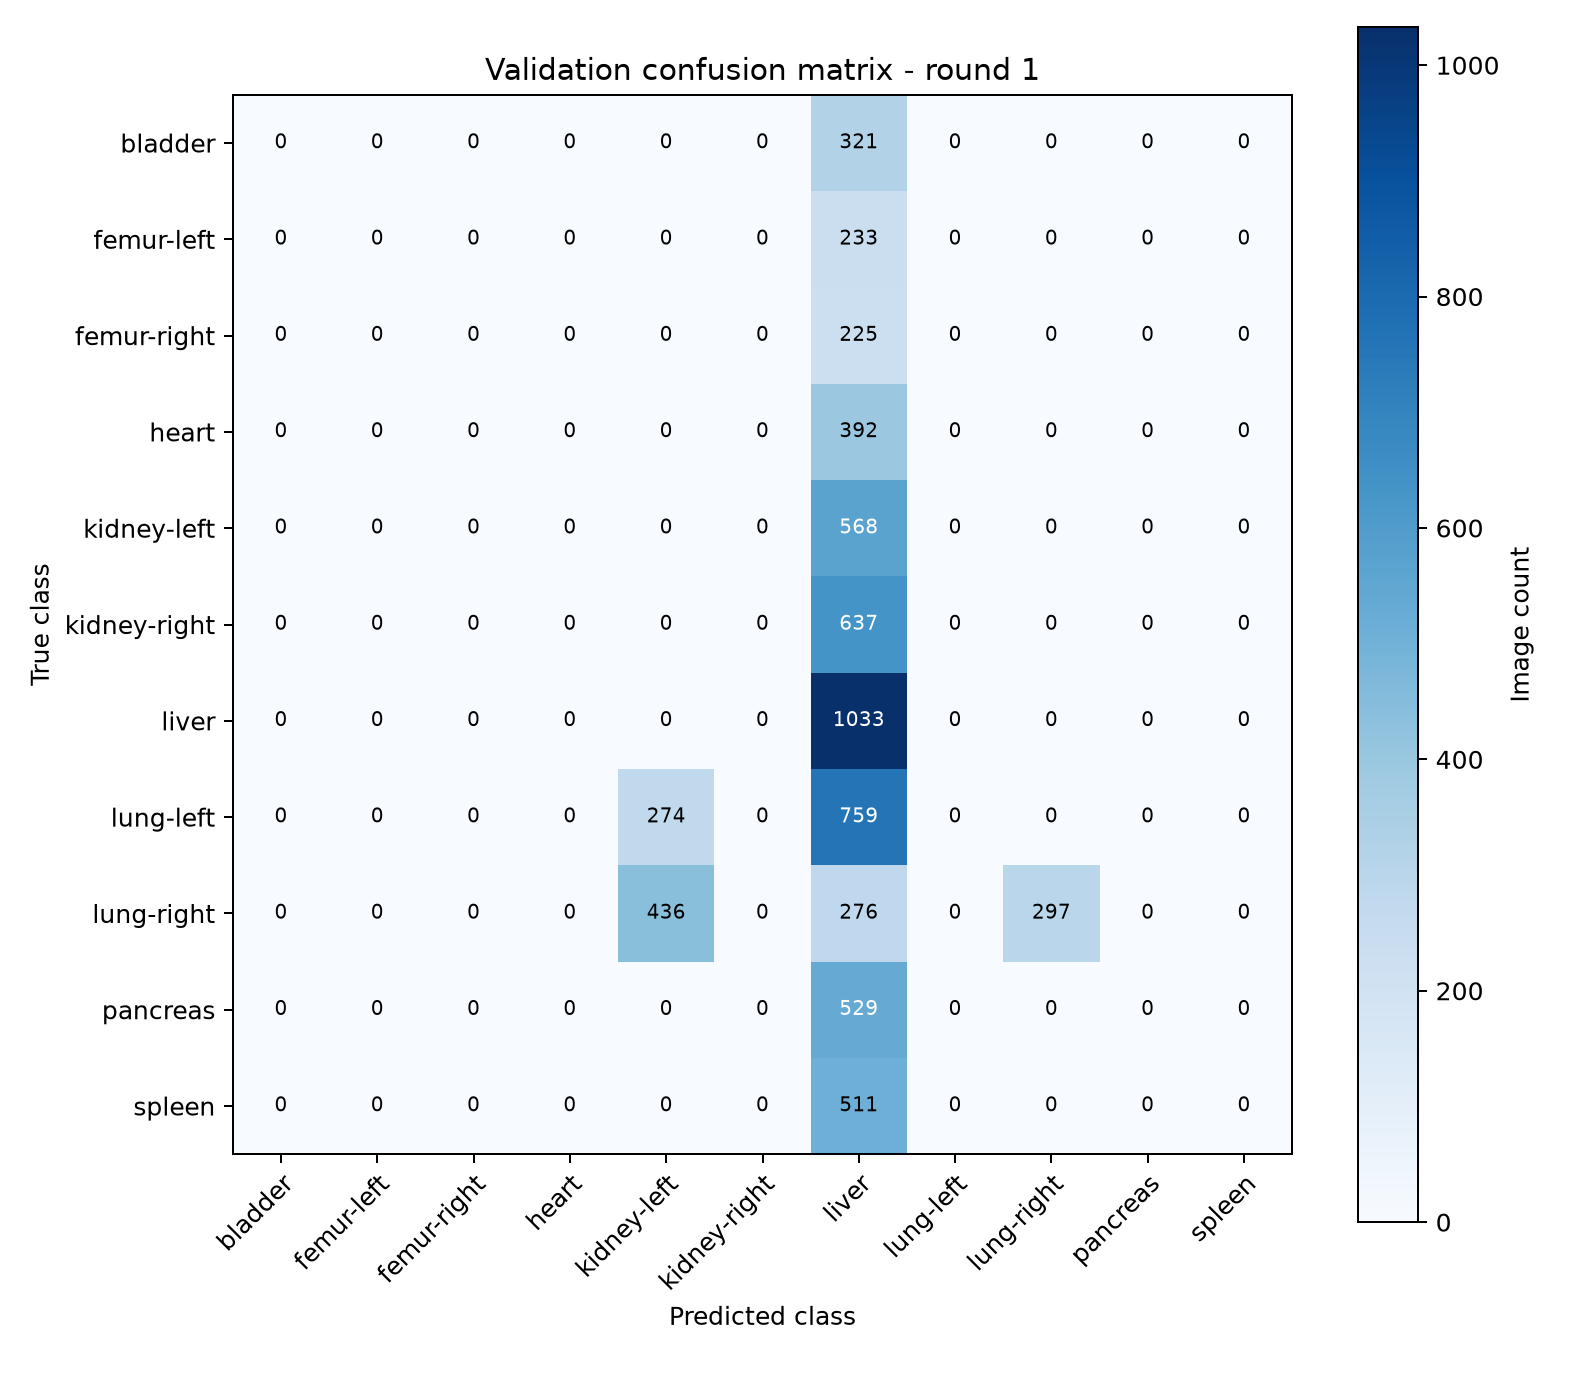 Validation confusion matrix - round 1
bladder 0 0 0 0 0 0 321 0 0 0 0
femur-left 0 0 0 0 0 0 233 0 0 0 0
femur-right 0 0 0 0 0 0 225 0 0 0 0
heart 0 0 0 0 0 0 392 0 0 0 0
kidney-left 0 0 0 0 0 0 568 0 0 0 0
kidney-right 0 0 0 0 0 0 637 0 0 0 0
liver 0 0 0 0 0 0 1033 0 0 0 0
lung-left 0 0 0 0 274 0 759 0 0 0 0
lung-right 0 0 0 0 436 0 276 0 297 0 0
pancreas 0 0 0 0 0 0 529 0 0 0 0
spleen 0 0 0 0 0 0 511 0 0 0 0
True class
bladder femur-left femur-right heart kidney-left kidney-right liver lung-left lung-right pancreas spleen
Predicted class
1000
800
600
400
200
0
Image count